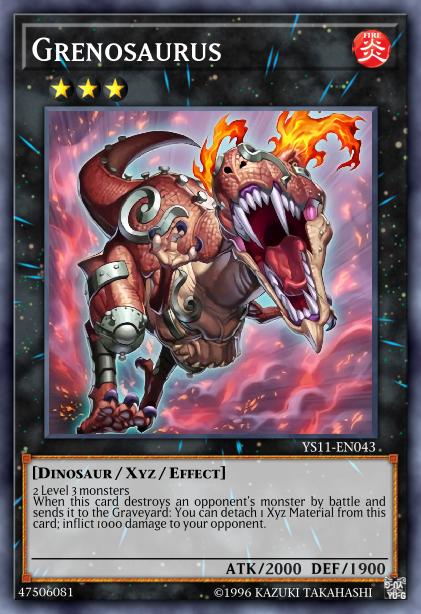 GRENOSAURUS
FIRE
炎
YS11-EN043
[DINOSAUR / XYZ / EFFECT]
2 Level 3 monsters
When this card destroys an opponent's monster by battle and
sends it to the Graveyard: You can detach 1 Xyz Material from this
card; inflict 1000 damage to your opponent.
ATK/2000 DEF/1900
47506081
©1996 KAZUKI TAKAHASHI